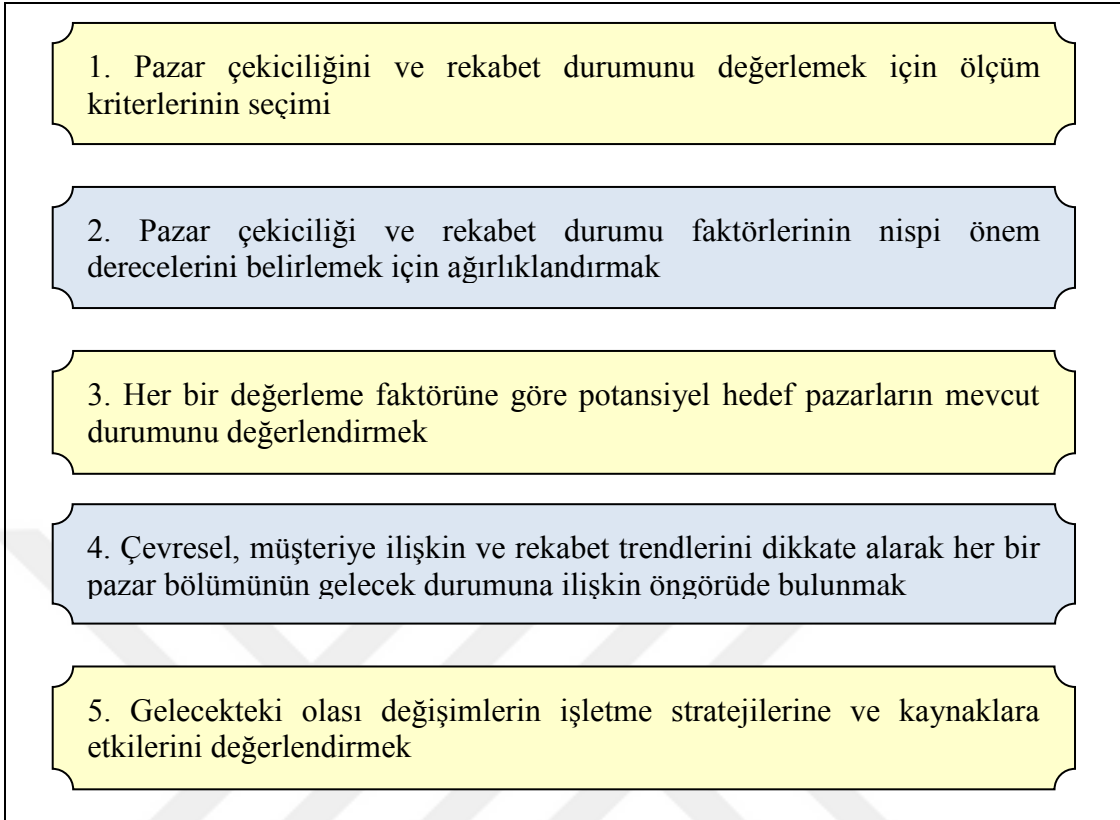 1. Pazar çekiciliğini ve rekabet durumunu değerlemek için ölçüm
kriterlerinin seçimi
2. Pazar çekiciliği ve rekabet durumu faktörlerinin nispi önem
derecelerini belirlemek için ağırlıklandırmak
3. Her bir değerleme faktörüne göre potansiyel hedef pazarların mevcut
durumunu değerlendirmek
4. Çevresel, müşteriye ilişkin ve rekabet trendlerini dikkate alarak her bir
pazar bölümünün gelecek durumuna ilişkin öngörüde bulunmak
5. Gelecekteki olası değişimlerin işletme stratejilerine ve kaynaklara
etkilerini değerlendirmek